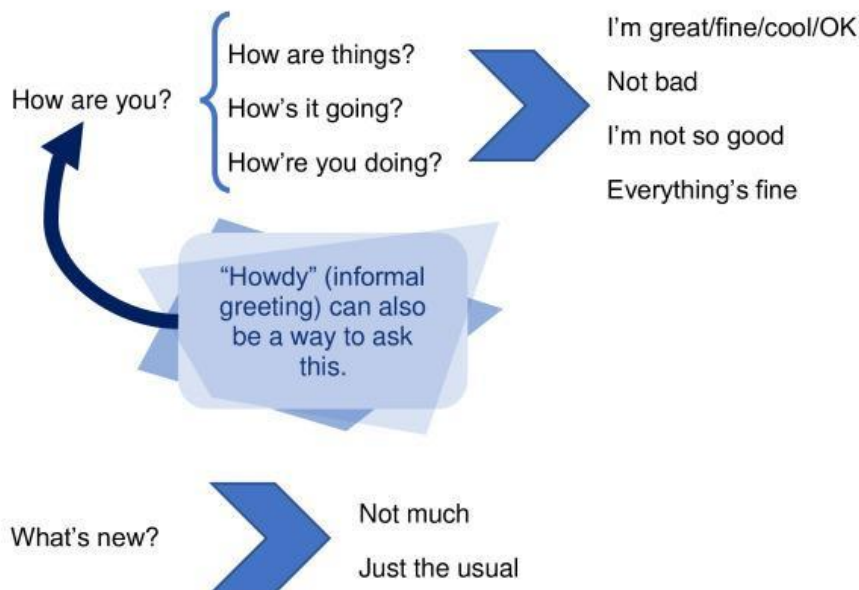 How are you?
How are things?
How's it going?
How're you doing?
I'm great/fine/cool/OK
Not bad
I'm not so good
Everything's fine
“Howdy” (informal
greeting) can also
be a way to ask
this.
What's new?
Not much
Just the usual